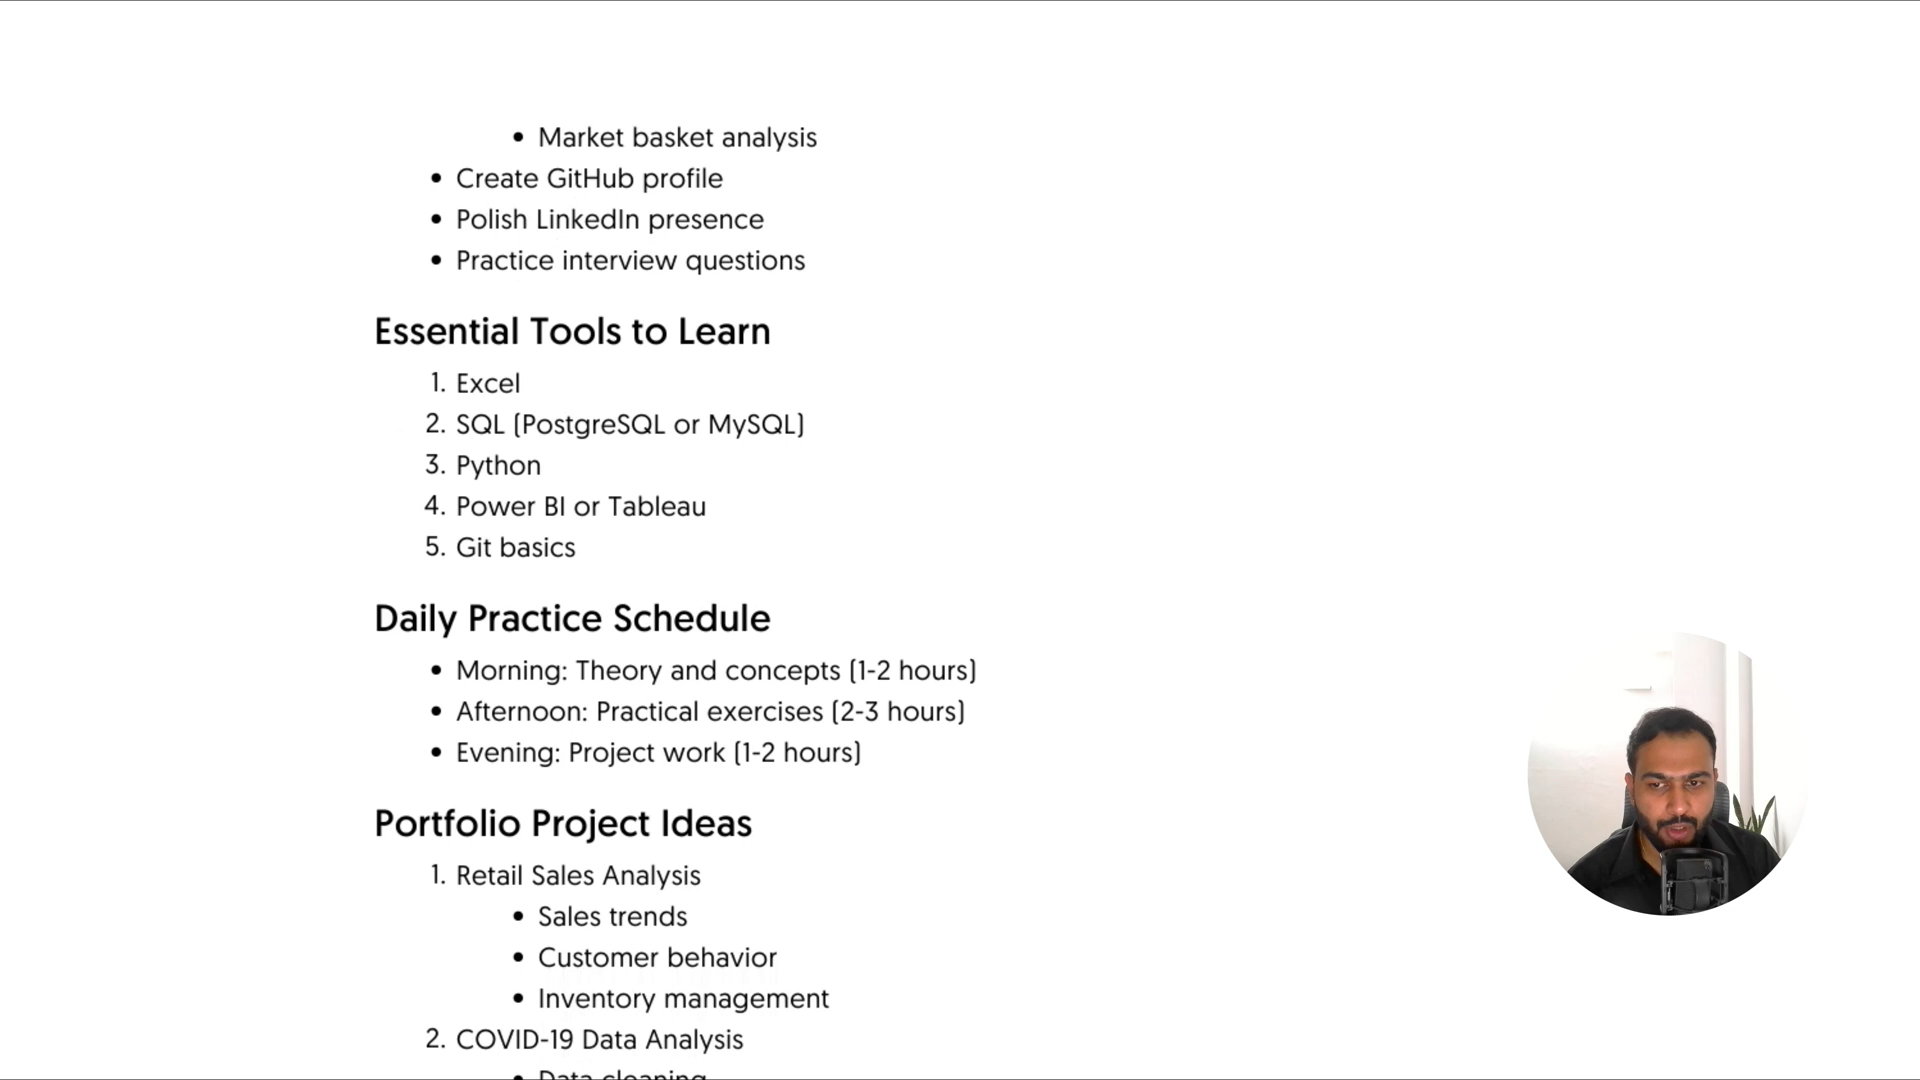 • Market basket analysis
• Create GitHub profile
• Polish LinkedIn presence
• Practice interview questions
Essential Tools to Learn
1. Excel
2. SQL (PostgreSQL or MySQL)
3. Python
4. Power BI or Tableau
5. Git basics
Daily Practice Schedule
• Morning: Theory and concepts (1-2 hours)
• Afternoon: Practical exercises (2-3 hours)
• Evening: Project work (1-2 hours)
Portfolio Project Ideas
1. Retail Sales Analysis
• Sales trends
• Customer behavior
• Inventory management
2. COVID-19 Data Analysis
• Data cleaning